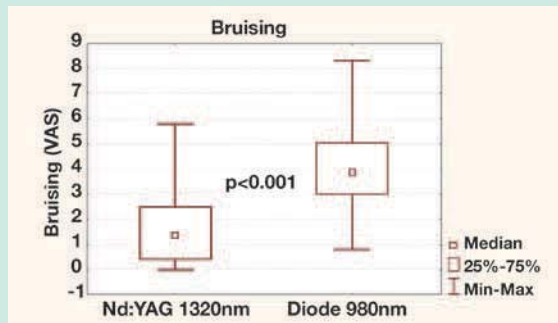 Bruising
9
8
7
6
5
4
3
2
1
0
-1
Bruising (VAS)
p<0.001
Nd:YAG 1320nm Diode 980nm
Median
25%-75%
Min-Max